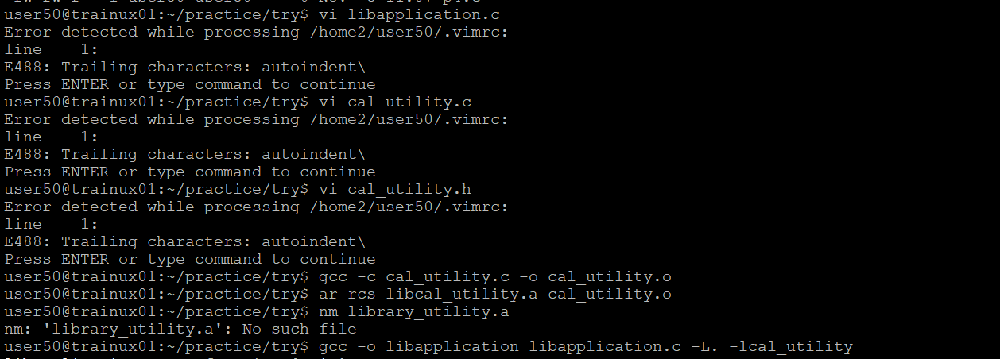 user50@trainux01:~/practice/try$ vi libapplication.c
Error detected while processing /home2/user50/.vimrc:
line    1:
E488: Trailing characters: autoindent\
Press ENTER or type command to continue
user50@trainux01:~/practice/try$ vi cal_utility.c
Error detected while processing /home2/user50/.vimrc:
line    1:
E488: Trailing characters: autoindent\
Press ENTER or type command to continue
user50@trainux01:~/practice/try$ vi cal_utility.h
Error detected while processing /home2/user50/.vimrc:
line    1:
E488: Trailing characters: autoindent\
Press ENTER or type command to continue
user50@trainux01:~/practice/try$ gcc -c cal_utility.c -o cal_utility.o
user50@trainux01:~/practice/try$ ar rcs libcal_utility.a cal_utility.o
user50@trainux01:~/practice/try$ nm library_utility.a
nm: 'library_utility.a': No such file
user50@trainux01:~/practice/try$ gcc -o libapplication libapplication.c -L. -lcal_utility